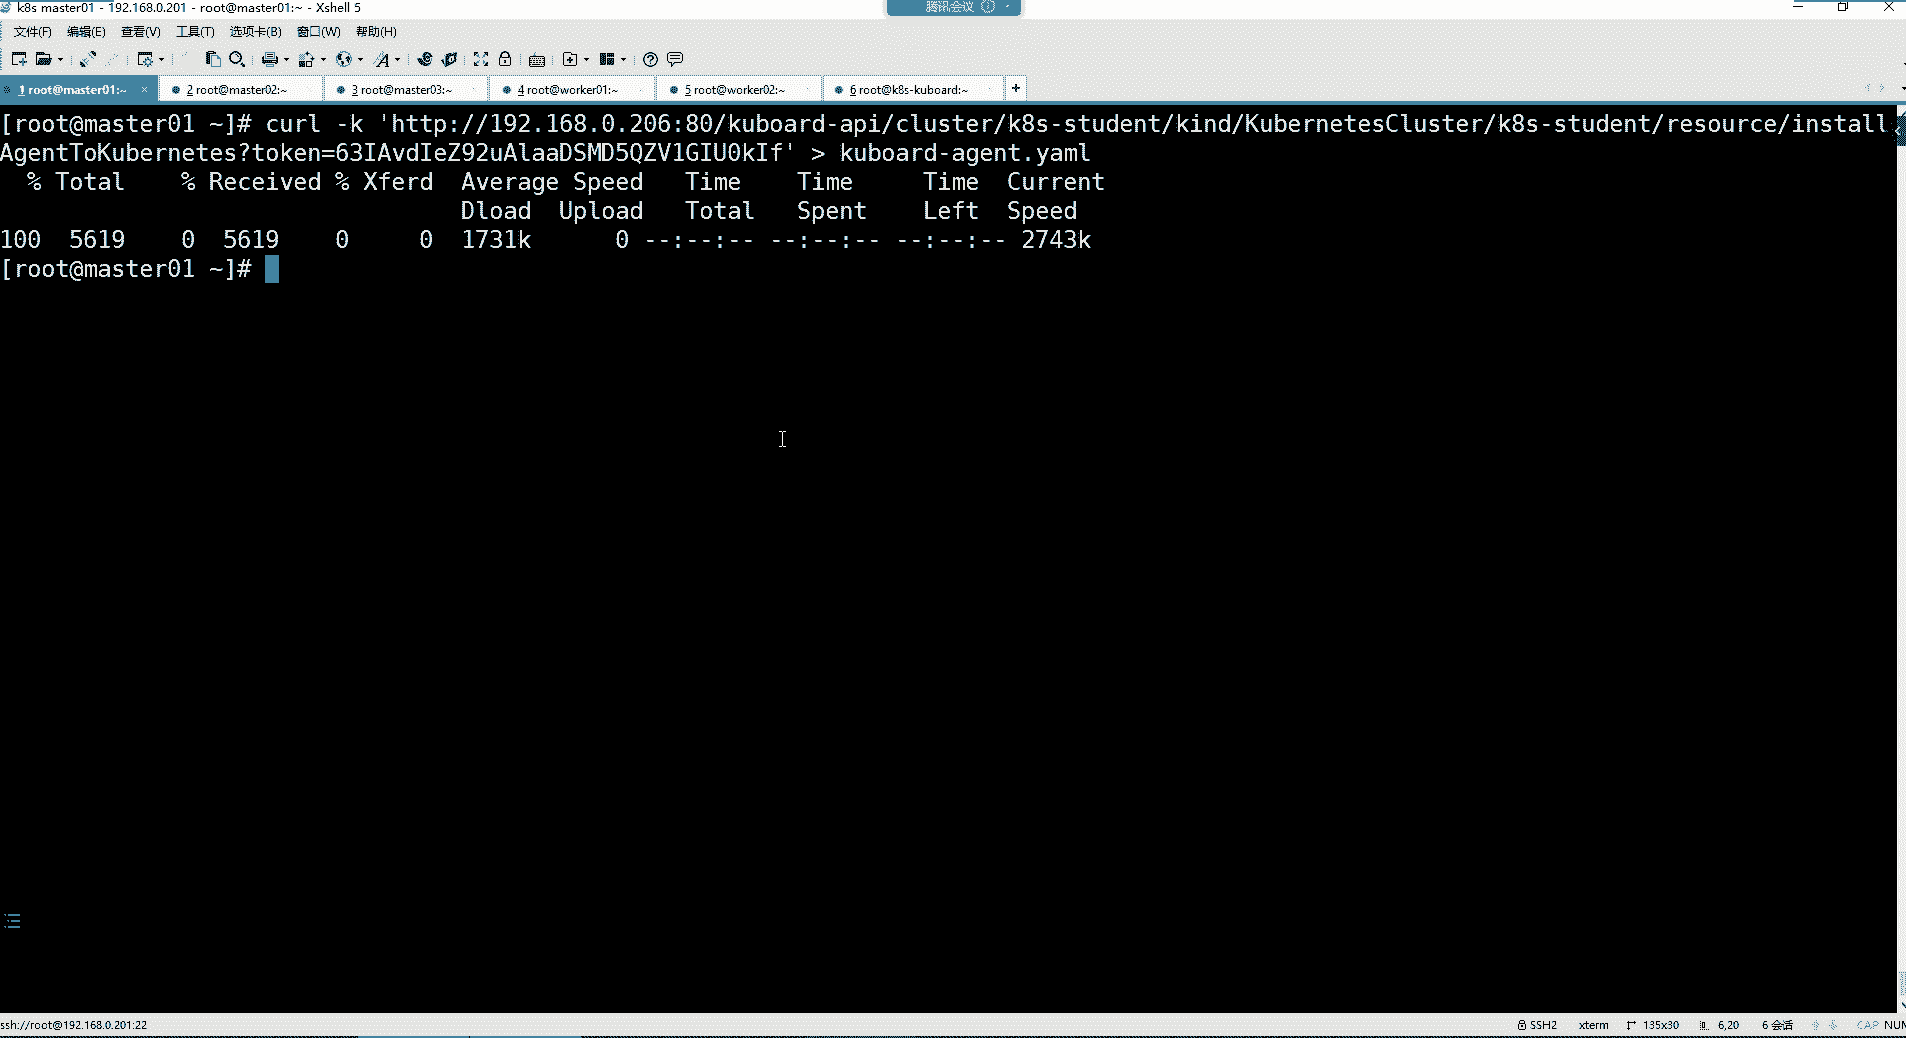 k8s master01 - 192.168.0.201 - root@master01:~ - Xshell 5
腾讯会议
文件(F) 编辑(E) 查看(V) 工具(T) 选项卡(B) 窗口(W) 帮助(H)
1 root@master01:~ × 2 root@master02:~ 3 root@master03:~ 4 root@worker01:~ 5 root@worker02:~ 6 root@k8s-kuboard:~ +
[root@master01 ~]# curl -k 'http://192.168.0.206:80/kuboard-api/cluster/k8s-student/kind/KubernetesCluster/k8s-student/resource/install
AgentToKubernetes?token=63IAvdIeZ92uAlaaDSMD5QZV1GIU0kIf' > kuboard-agent.yaml
% Total % Received % Xferd Average Speed Time Time Time Current
Dload Upload Total Spent Left Speed
100 5619 0 5619 0 0 1731k 0 --:--:-- --:--:-- --:--:-- 2743k
[root@master01 ~]#
ssh://root@192.168.0.201:22 SSH2 xterm 135x30 6,20 6 会话 CAP NUM